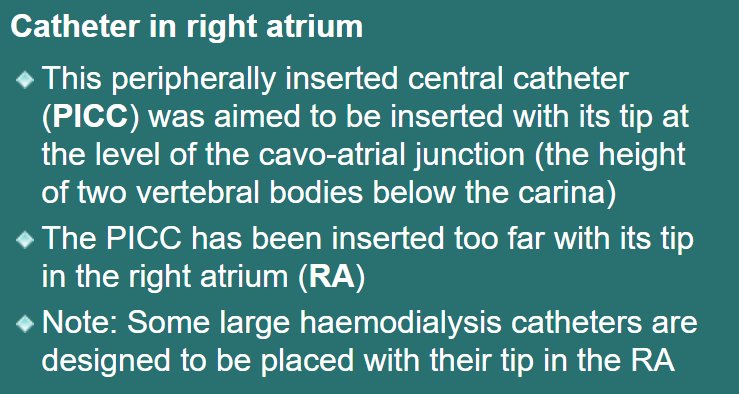 Catheter in right atrium
This peripherally inserted central catheter
(PICC) was aimed to be inserted with its tip at
the level of the cavo-atrial junction (the height
of two vertebral bodies below the carina)
The PICC has been inserted too far with its tip
in the right atrium (RA)
Note: Some large haemodialysis catheters are
designed to be placed with their tip in the RA